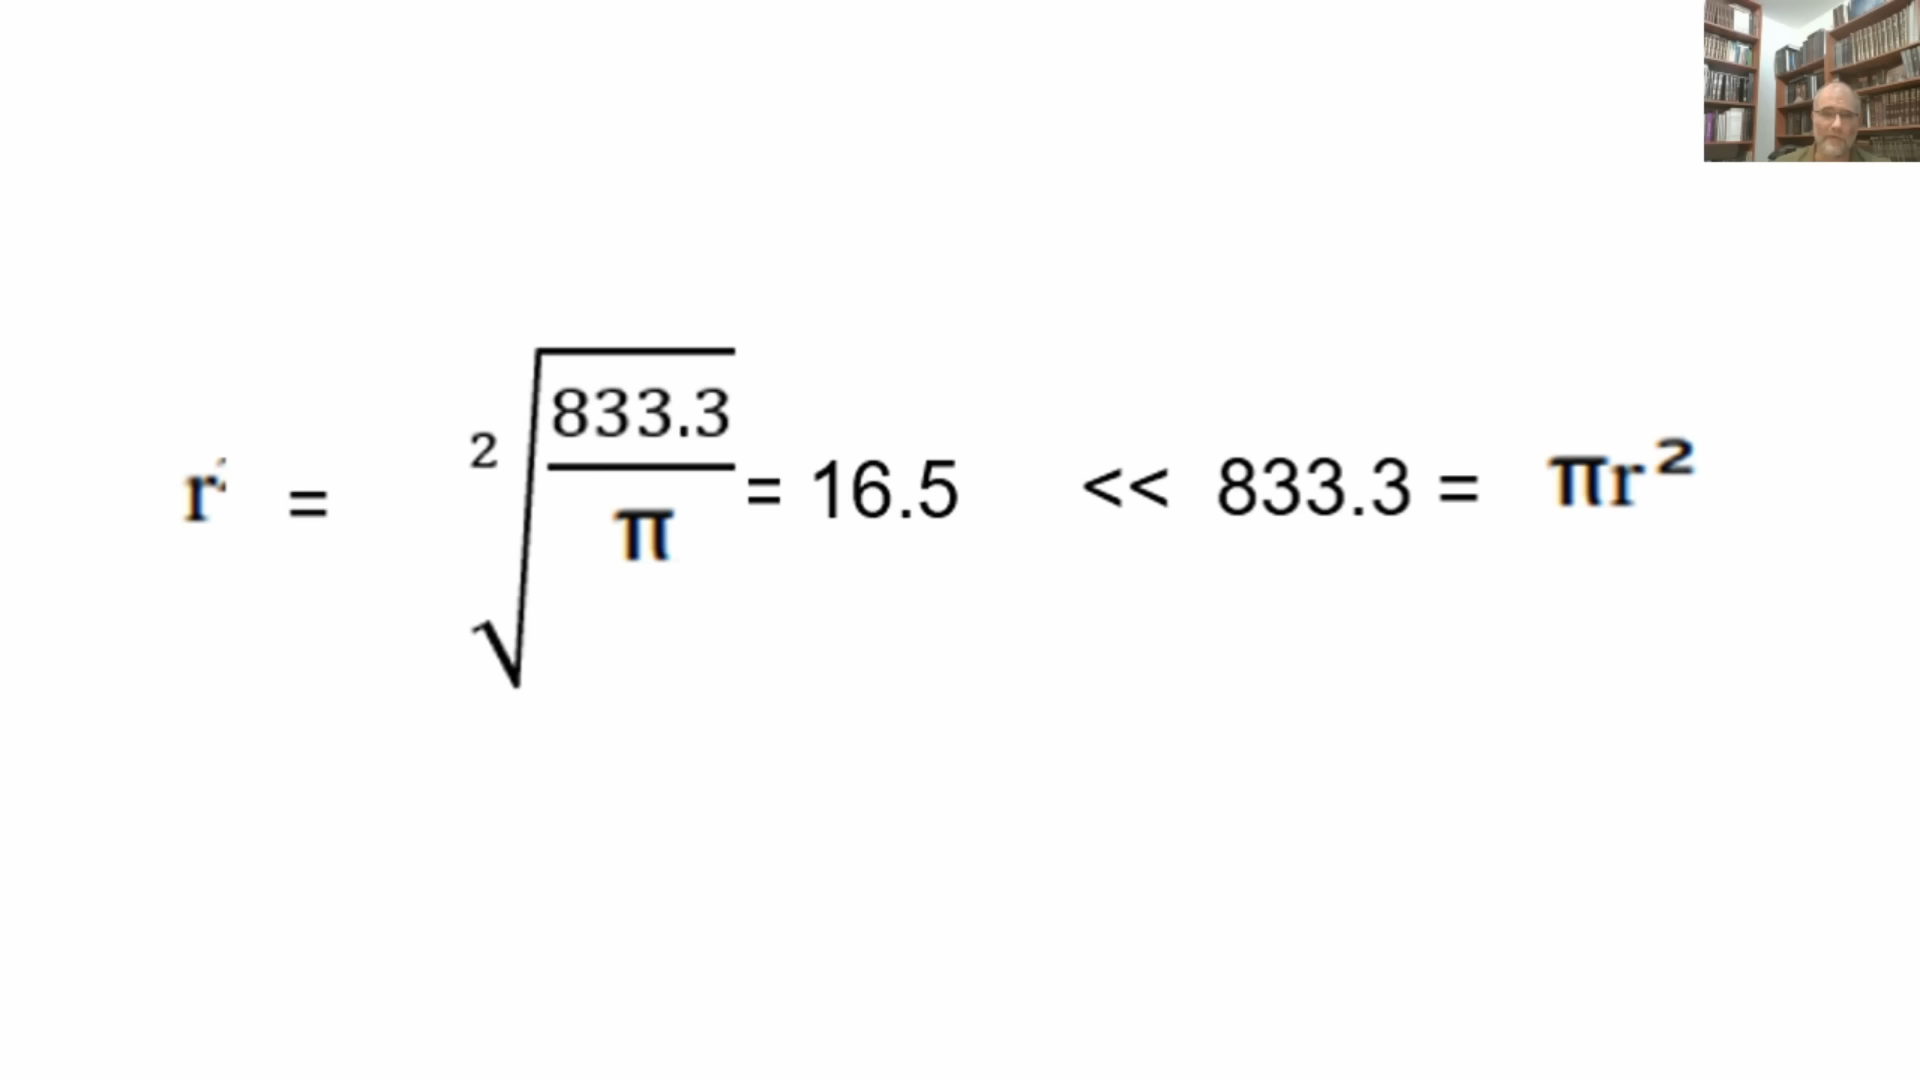 r = ²√(833.3/π) = 16.5 << 833.3 = πr²